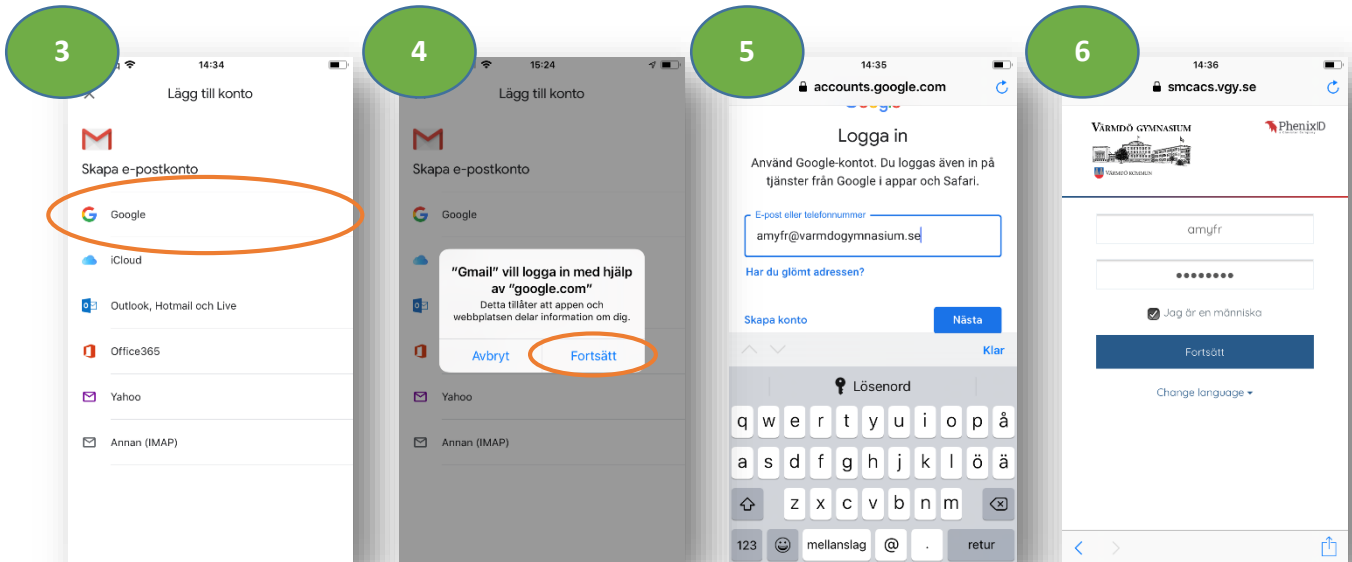 3
14:34
Lägg till konto
Skapa e-postkonto
Google
iCloud
Outlook, Hotmail och Live
Office365
Yahoo
Annan (IMAP)
4
15:24
Lägg till konto
Skapa e-postkonto
Google
"Gmail" vill logga in med hjälp
av "google.com"
Detta tillåter att appen och
webbplatsen delar information om dig.
Avbryt Fortsätt
Yahoo
Annan (IMAP)
5
14:35
accounts.google.com
Google
Logga in
Använd Google-kontot. Du loggas även in på
tjänster från Google i appar och Safari.
E-post eller telefonnummer
amyfr@varmdogymnasium.se
Har du glömt adressen?
Skapa konto Nästa
Klar
Lösenord
q w e r t y u i o p å
a s d f g h j k l ö ä
z x c v b n m
123 mellanslag @ . retur
6
14:36
smcacs.vgy.se
VÄRMDÖ GYMNASIUM
PhenixID
VÄRMDÖ KOMMUN
amyfr
Jag är en människa
Fortsätt
Change language